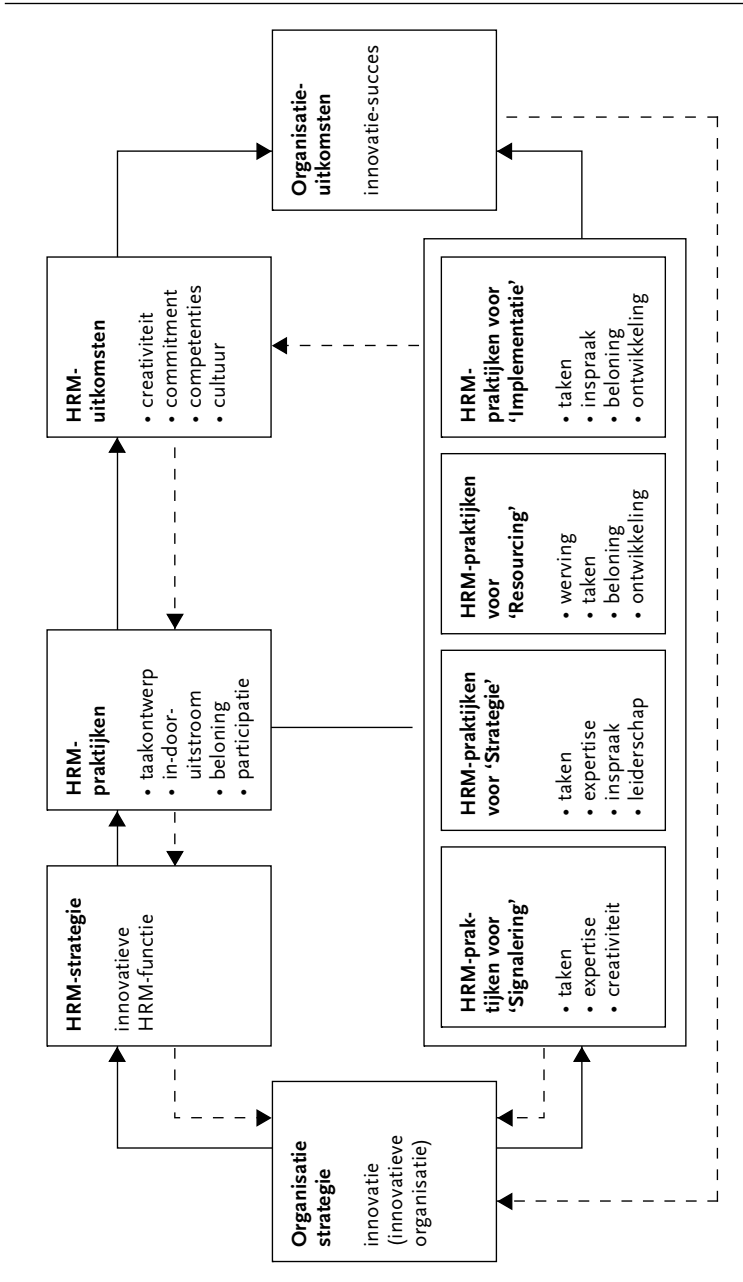 Organisatie
strategie
innovatie
(innovatieve
organisatie)
HRM-strategie
innovatieve
HRM-functie
HRM-
praktijken
• taakontwerp
• in-door-
uitstroom
• beloning
• participatie
HRM-
uitkomsten
• creativiteit
• commitment
• competenties
• cultuur
Organisatie-
uitkomsten
innovatie-succes
HRM-prak-
tijken voor
‘Signalering’
• taken
• expertise
• creativiteit
HRM-praktijken
voor ‘Strategie’
• taken
• expertise
• inspraak
• leiderschap
HRM-praktijken
voor
‘Resourcing’
• werving
• taken
• beloning
• ontwikkeling
HRM-
praktijken voor
‘Implementatie’
• taken
• inspraak
• beloning
• ontwikkeling